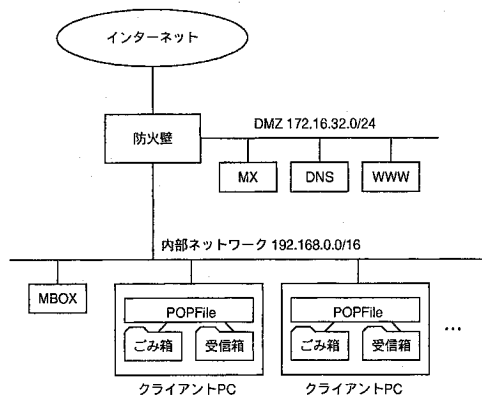 インターネット
防火壁
DMZ 172.16.32.0/24
MX
DNS
WWW
内部ネットワーク 192.168.0.0/16
MBOX
POPFile
ごみ箱
受信箱
クライアントPC
POPFile
ごみ箱
受信箱
クライアントPC
…